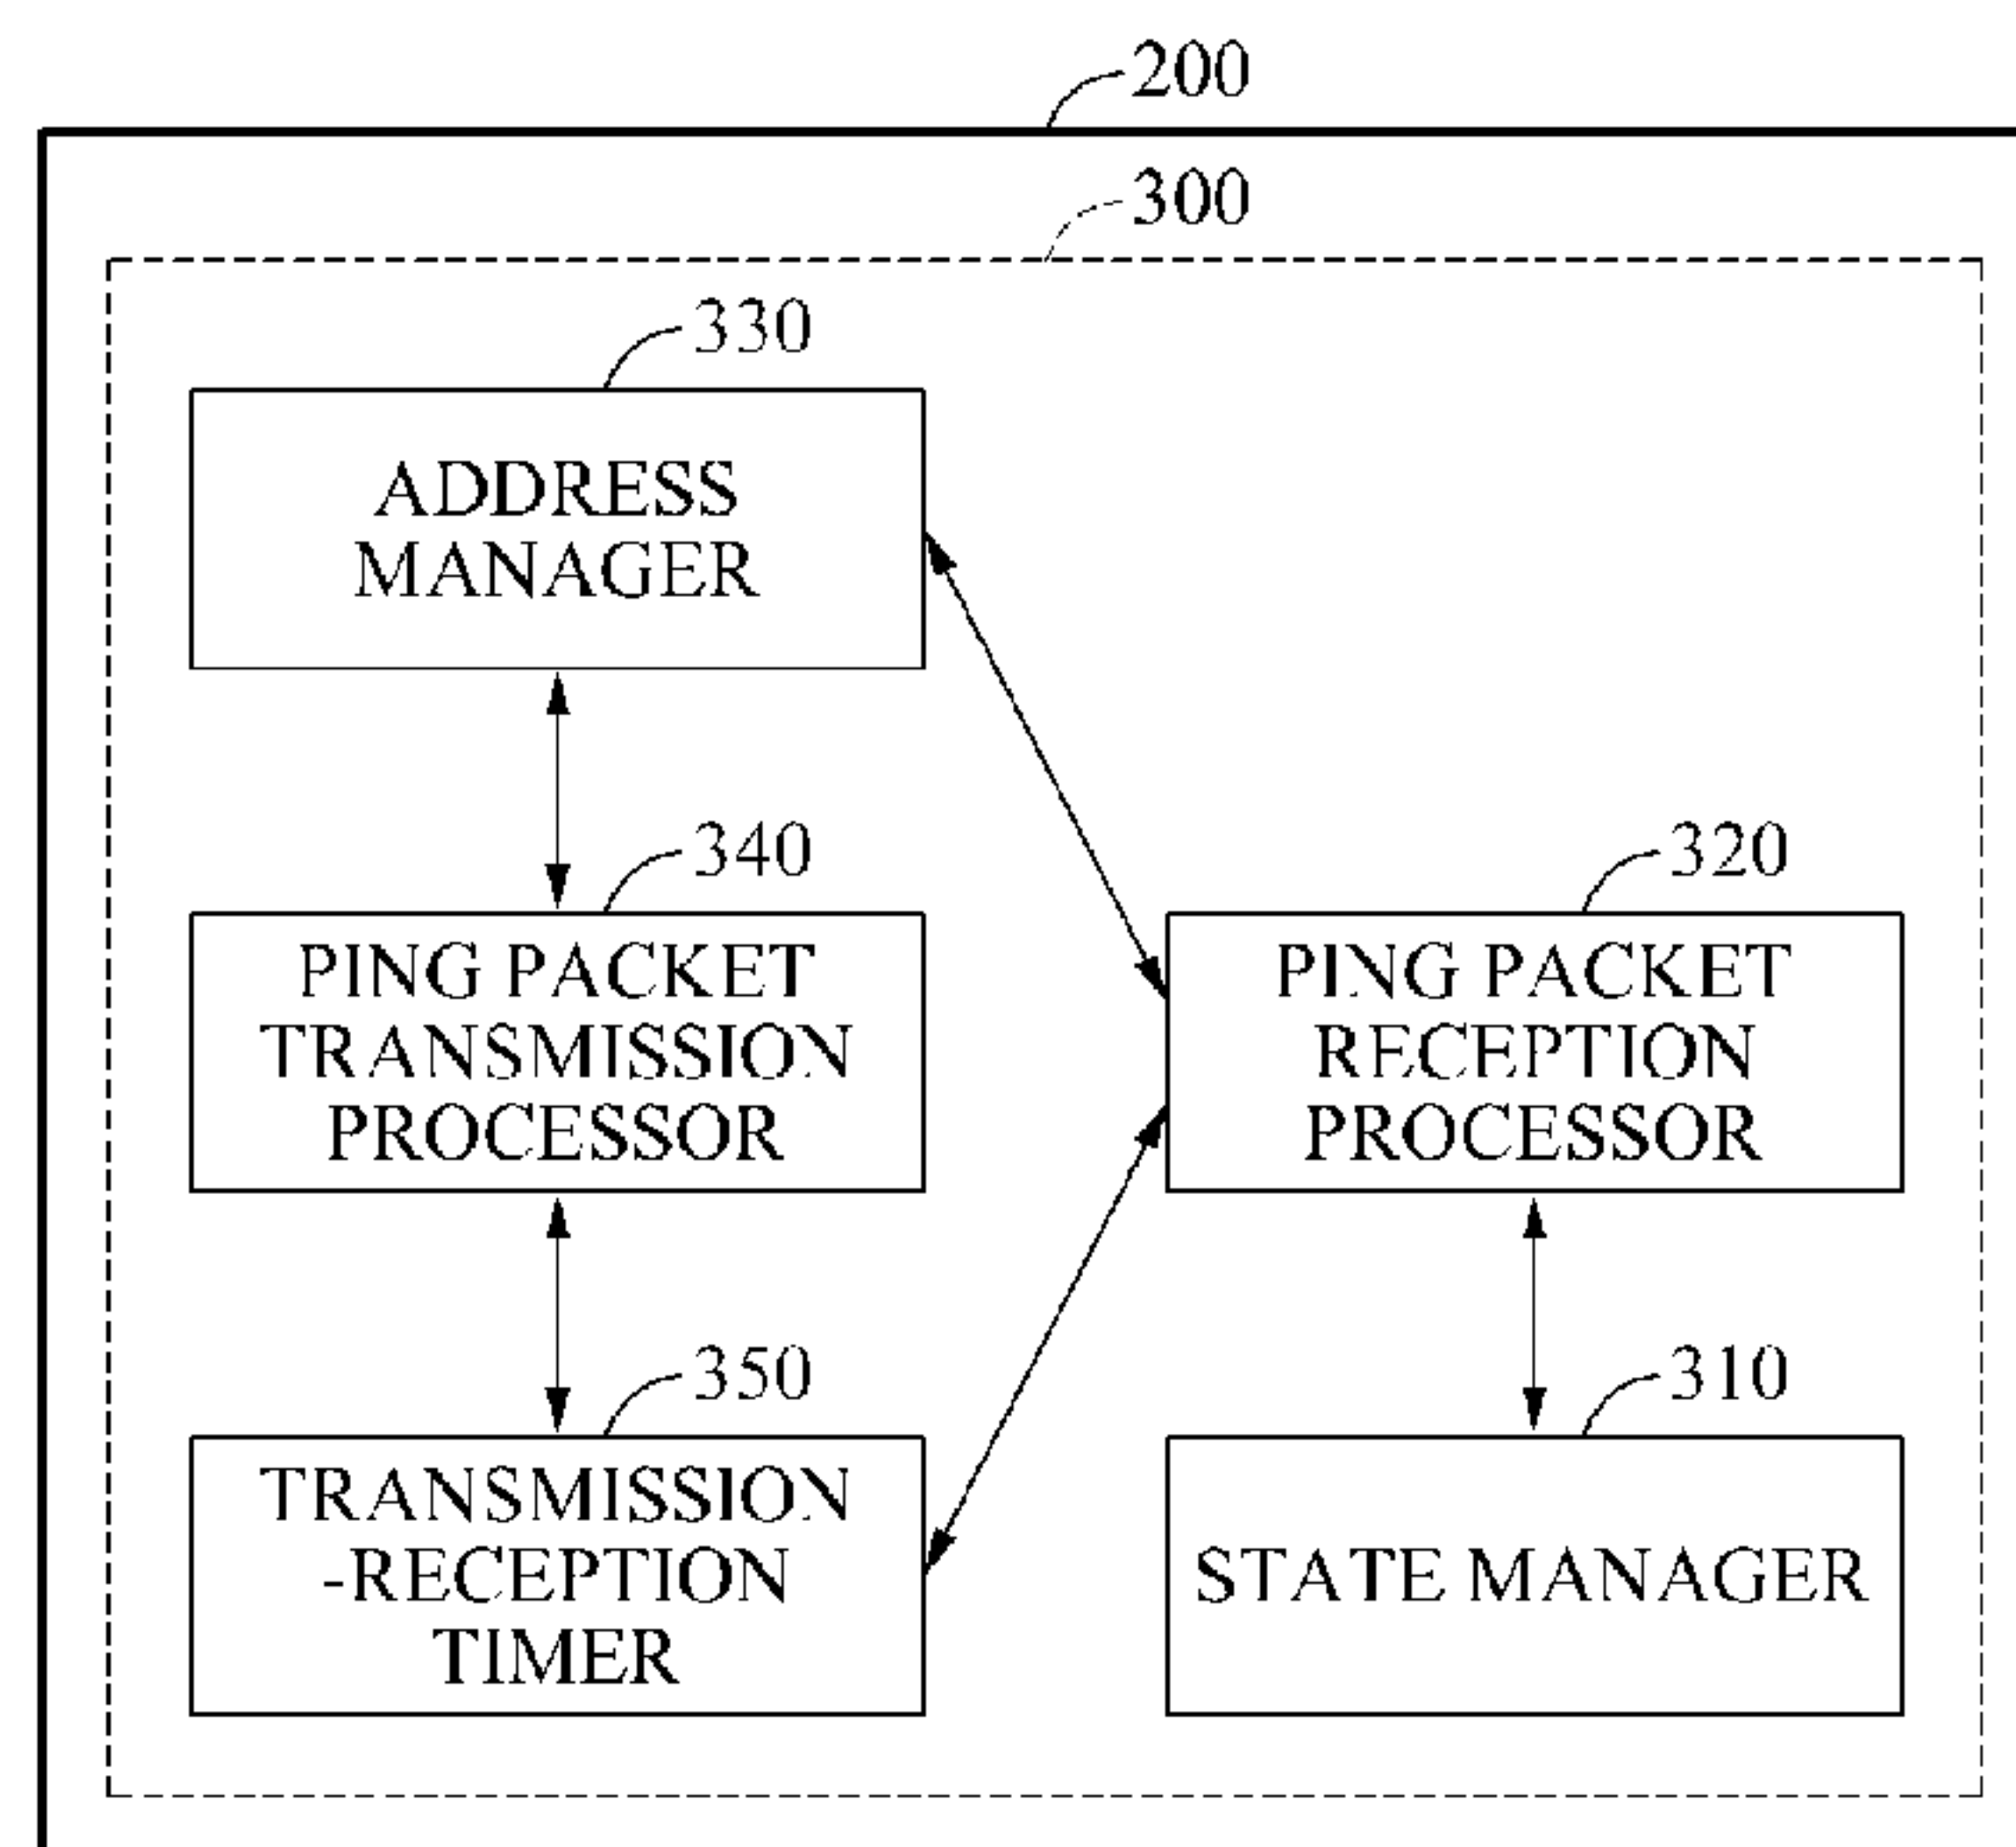 200
300
330
ADDRESS
MANAGER
340
PING PACKET
TRANSMISSION
PROCESSOR
320
PING PACKET
RECEPTION
PROCESSOR
350
TRANSMISSION
-RECEPTION
TIMER
310
STATE MANAGER